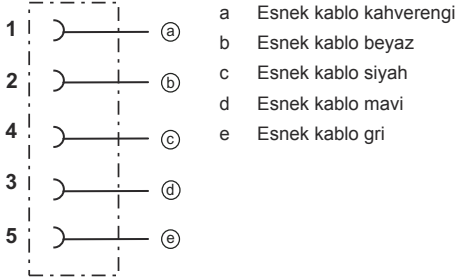 1 a
2 b
4 c
3 d
5 e
a Esnek kablo kahverengi
b Esnek kablo beyaz
c Esnek kablo siyah
d Esnek kablo mavi
e Esnek kablo gri